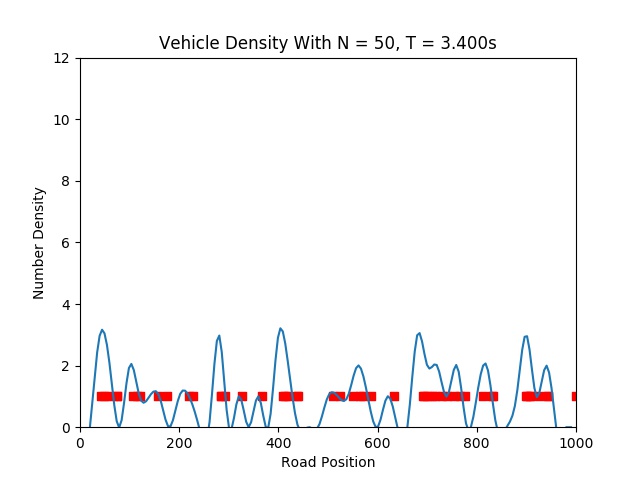 Vehicle Density With N = 50, T = 3.400s
12
10
8
6
4
2
0
Number Density
0 200 400 600 800 1000
Road Position